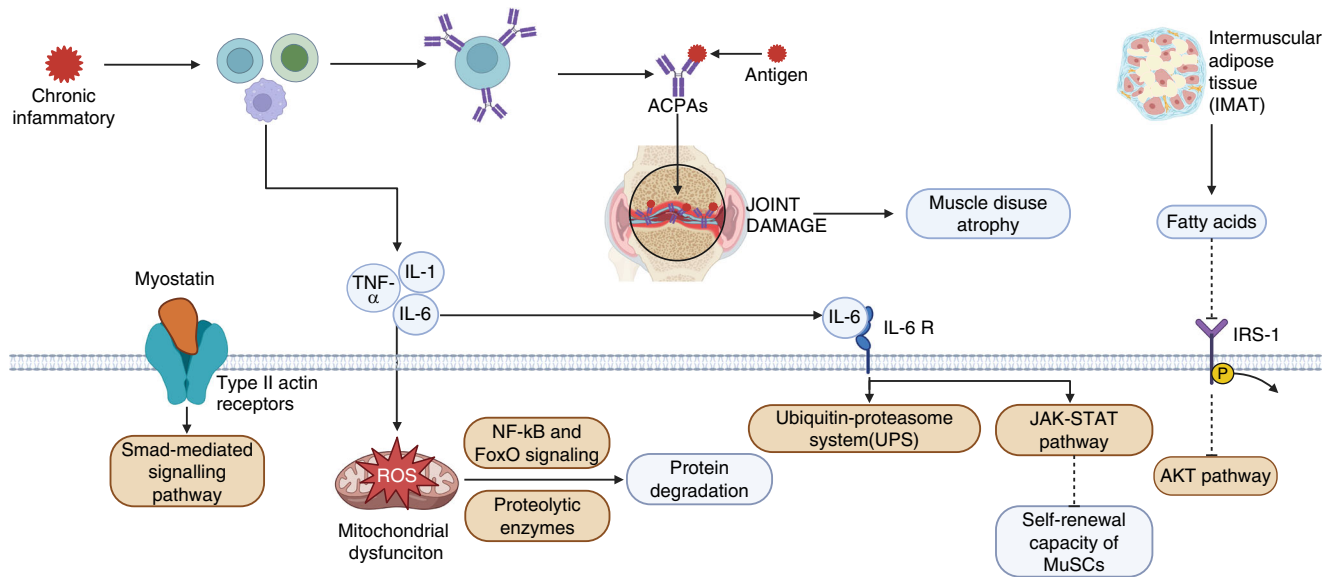 Chronic
inflammatory
ACPAs
Antigen
Intermuscular
adipose
tissue
(IMAT)
JOINT
DAMAGE
Muscle disuse
atrophy
Fatty acids
Myostatin
TNF-
α
IL-1
IL-6
IL-6
IL-6 R
IRS-1
P
Type II actin
receptors
Smad-mediated
signalling
pathway
ROS
Mitochondrial
dysfunciton
NF-kB and
FoxO signaling
Proteolytic
enzymes
Protein
degradation
Ubiquitin-proteasome
system(UPS)
JAK-STAT
pathway
Self-renewal
capacity of
MuSCs
AKT pathway